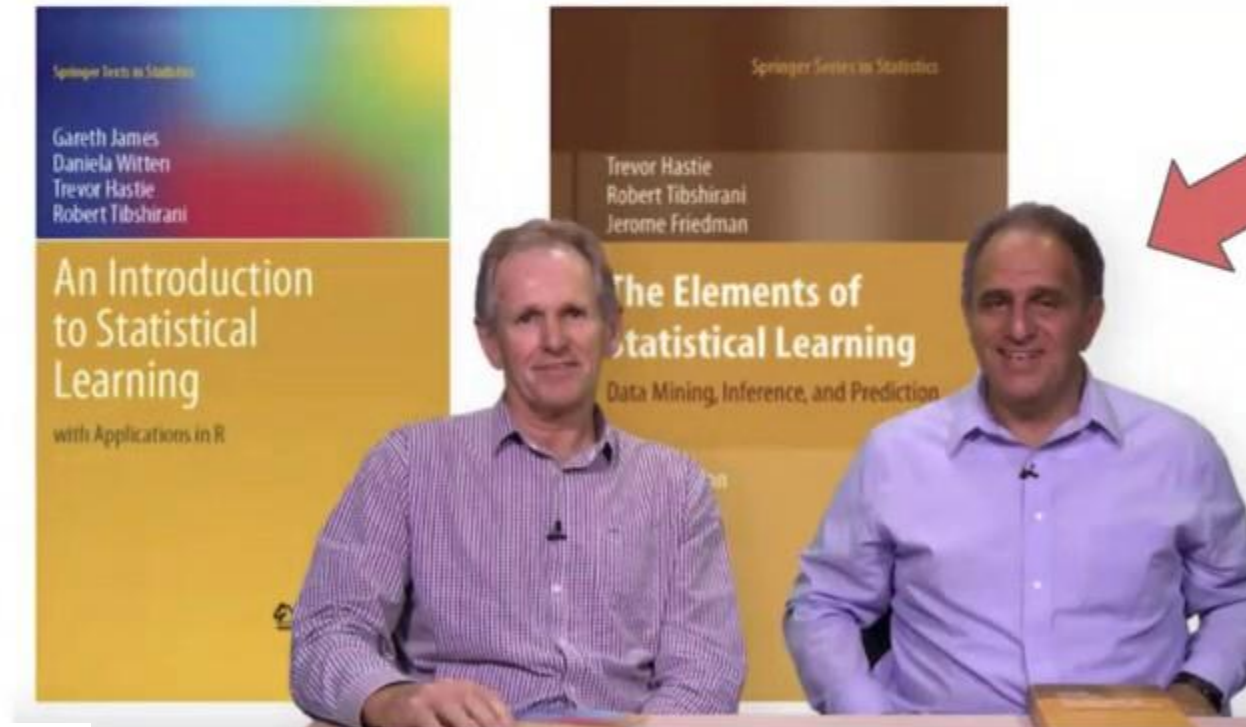 Springer Texts in Statistics
Gareth James
Daniela Witten
Trevor Hastie
Robert Tibshirani
An Introduction
to Statistical
Learning
with Applications in R
Springer Series in Statistics
Trevor Hastie
Robert Tibshirani
Jerome Friedman
The Elements of
Statistical Learning
Data Mining, Inference, and Prediction